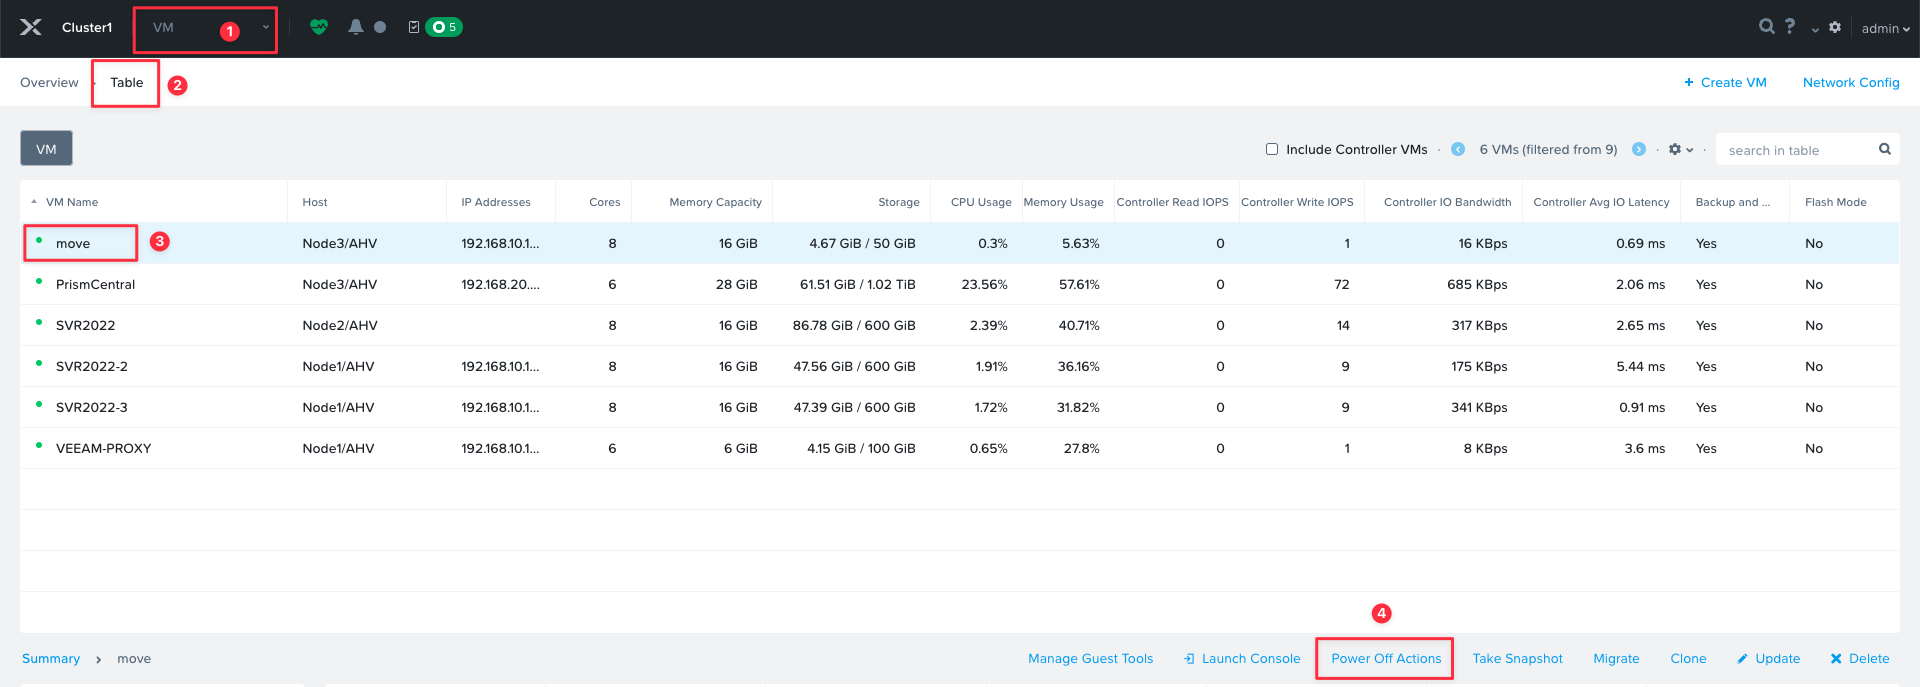 Cluster1 VM 1 5 admin
Overview Table 2 + Create VM Network Config
VM Include Controller VMs · 6 VMs (filtered from 9) · · search in table
VM Name Host IP Addresses Cores Memory Capacity Storage CPU Usage Memory Usage Controller Read IOPS Controller Write IOPS Controller IO Bandwidth Controller Avg IO Latency Backup and ... Flash Mode
move 3 Node3/AHV 192.168.10.1... 8 16 GiB 4.67 GiB / 50 GiB 0.3% 5.63% 0 1 16 KBps 0.69 ms Yes No
PrismCentral Node3/AHV 192.168.20.... 6 28 GiB 61.51 GiB / 1.02 TiB 23.56% 57.61% 0 72 685 KBps 2.06 ms Yes No
SVR2022 Node2/AHV 8 16 GiB 86.78 GiB / 600 GiB 2.39% 40.71% 0 14 317 KBps 2.65 ms Yes No
SVR2022-2 Node1/AHV 192.168.10.1... 8 16 GiB 47.56 GiB / 600 GiB 1.91% 36.16% 0 9 175 KBps 5.44 ms Yes No
SVR2022-3 Node1/AHV 192.168.10.1... 8 16 GiB 47.39 GiB / 600 GiB 1.72% 31.82% 0 9 341 KBps 0.91 ms Yes No
VEEAM-PROXY Node1/AHV 192.168.10.1... 6 6 GiB 4.15 GiB / 100 GiB 0.65% 27.8% 0 1 8 KBps 3.6 ms Yes No
4
Summary > move Manage Guest Tools Launch Console Power Off Actions Take Snapshot Migrate Clone Update Delete